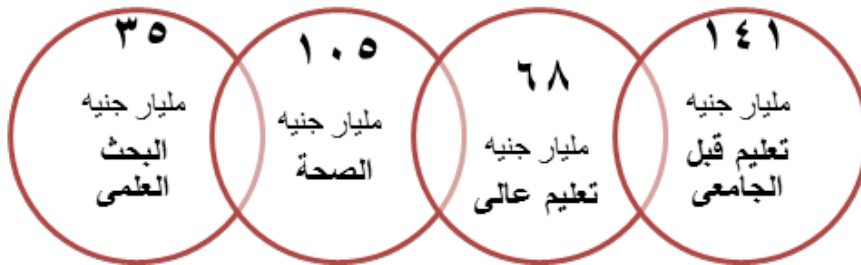 ١٤١
مليار جنيه
تعليم قبل
الجامعى
٦٨
مليار جنيه
تعليم عالى
١٠٥
مليار جنيه
الصحة
٣٥
مليار جنيه
البحث
العلمى